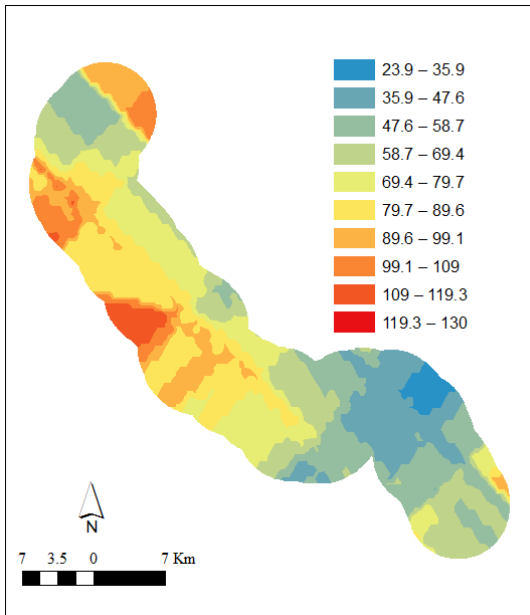 23.9 – 35.9
35.9 – 47.6
47.6 – 58.7
58.7 – 69.4
69.4 – 79.7
79.7 – 89.6
89.6 – 99.1
99.1 – 109
109 – 119.3
119.3 – 130
N
7 3.5 0 7 Km